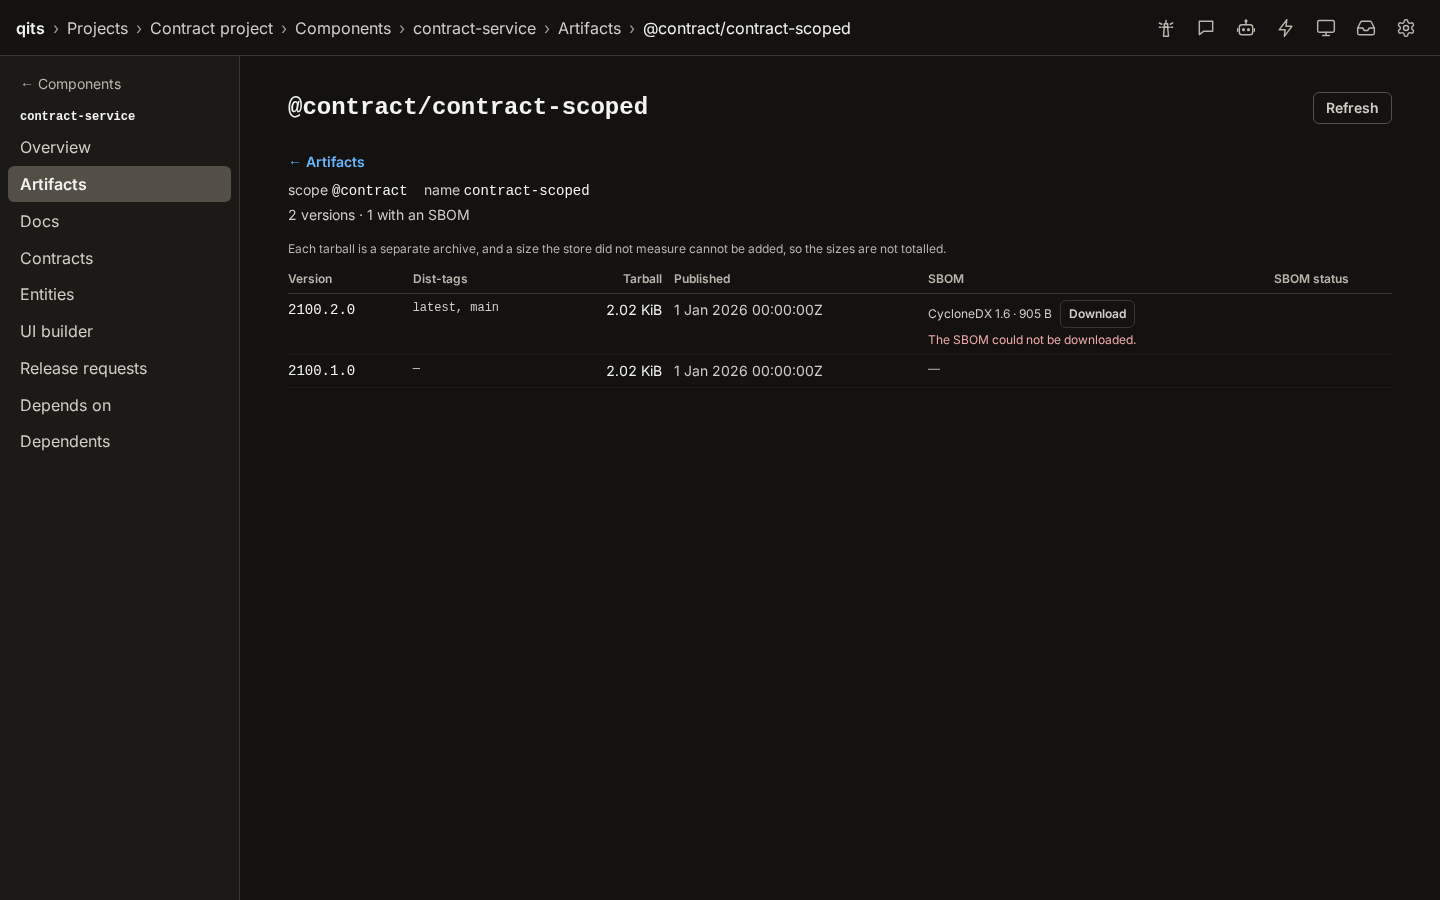 qits › Projects › Contract project › Components › contract-service › Artifacts › @contract/contract-scoped
← Components
contract-service
Overview
Artifacts
Docs
Contracts
Entities
UI builder
Release requests
Depends on
Dependents
@contract/contract-scoped
Refresh
← Artifacts
scope @contract name contract-scoped
2 versions · 1 with an SBOM
Each tarball is a separate archive, and a size the store did not measure cannot be added, so the sizes are not totalled.
Version Dist-tags Tarball Published SBOM SBOM status
2100.2.0 latest, main 2.02 KiB 1 Jan 2026 00:00:00Z CycloneDX 1.6 · 905 B Download
The SBOM could not be downloaded.
2100.1.0 — 2.02 KiB 1 Jan 2026 00:00:00Z —